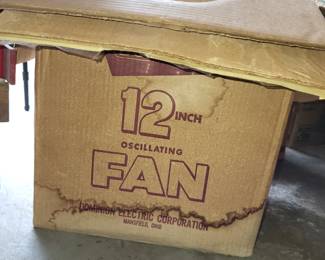 12 INCH
OSCILLATING
FAN
DOMINION ELECTRIC CORPORATION
MANSFIELD, OHIO